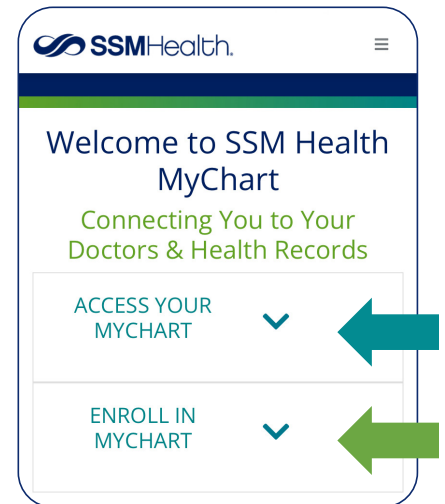 SSMHealth.
Welcome to SSM Health
MyChart
Connecting You to Your
Doctors & Health Records
ACCESS YOUR
MYCHART
ENROLL IN
MYCHART